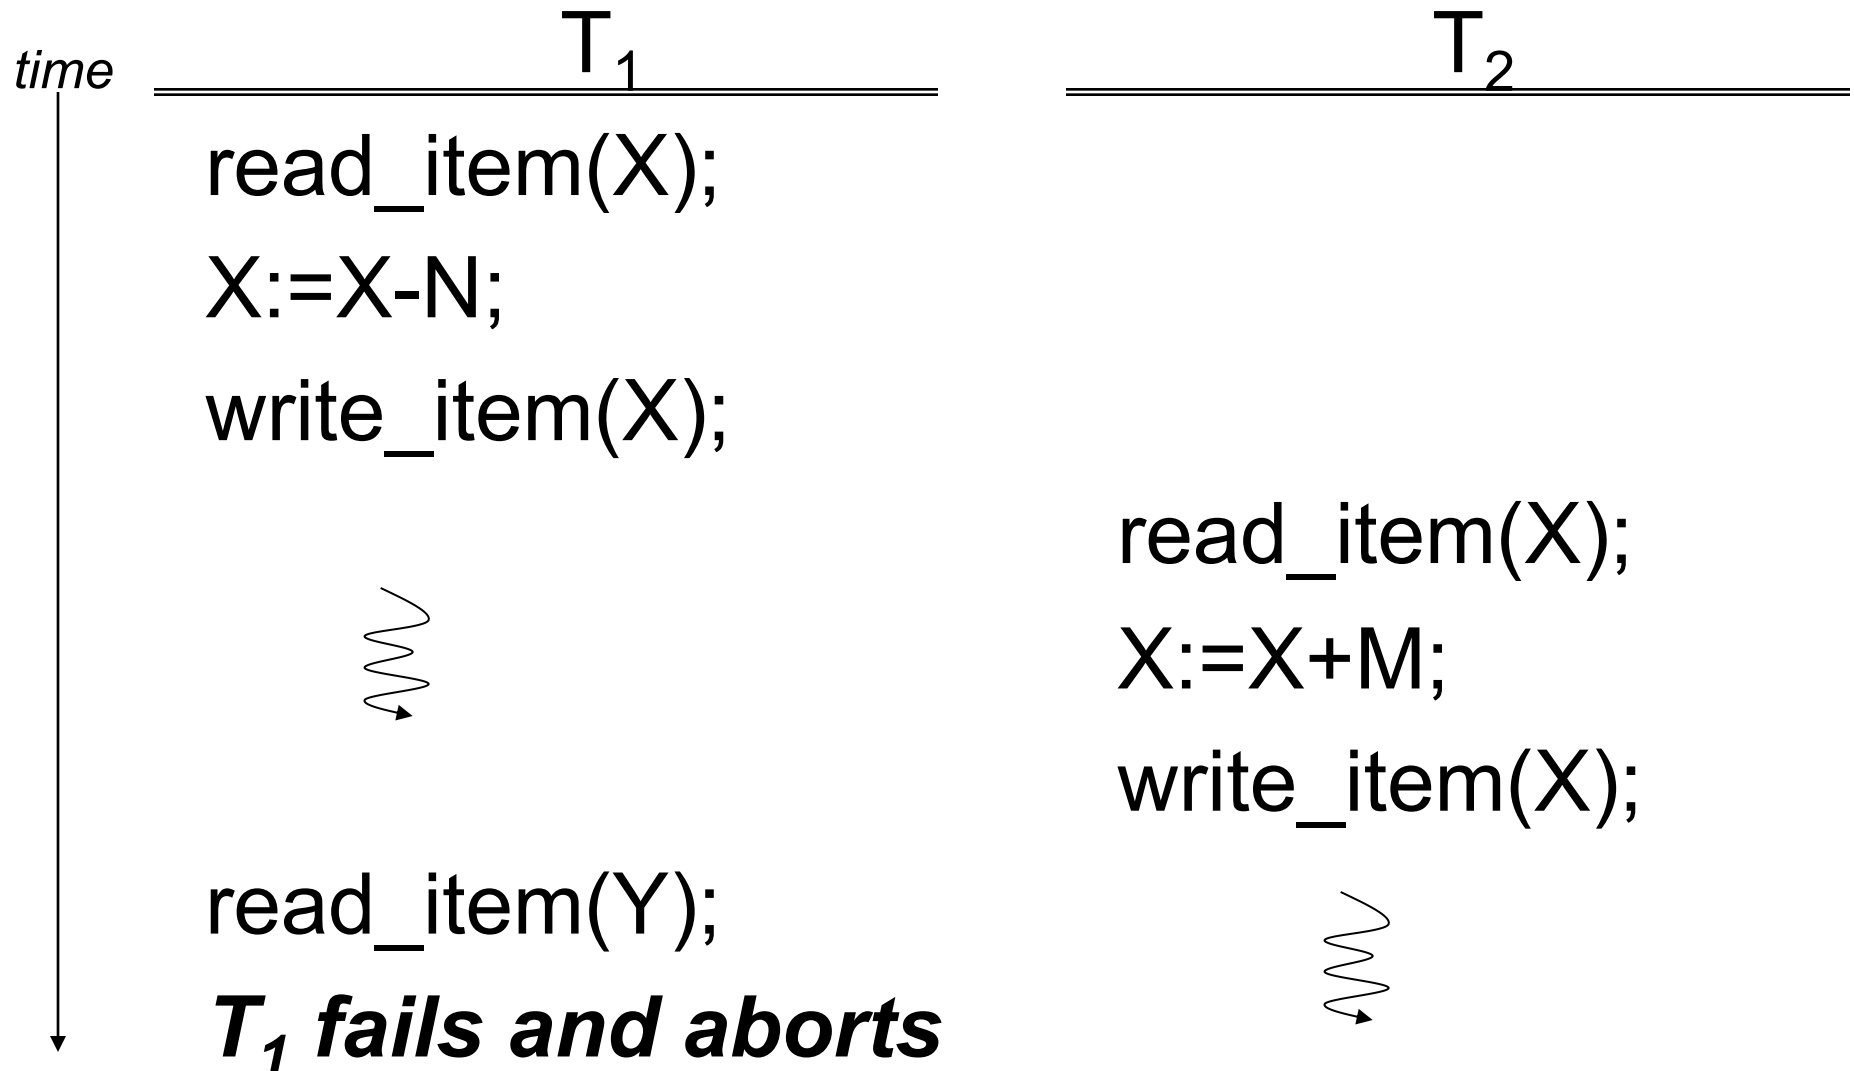 time T₁ T₂
read_item(X);
X:=X-N;
write_item(X);
read_item(X);
X:=X+M;
write_item(X);
read_item(Y);
T₁ fails and aborts